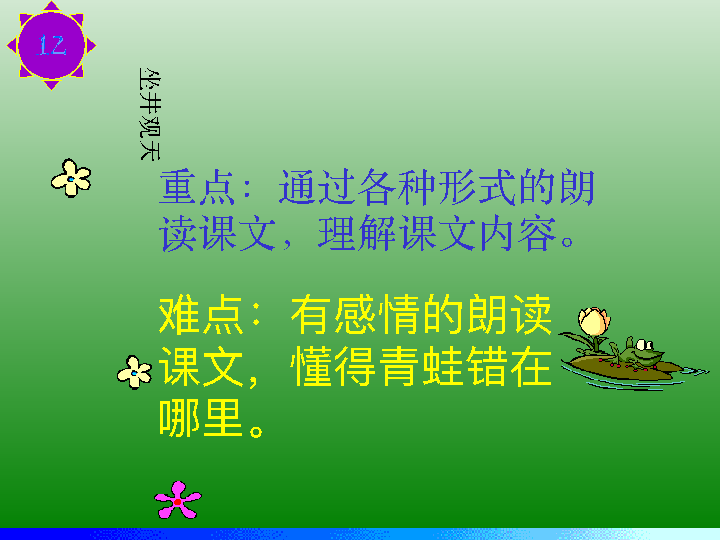 12
坐井观天
重点：通过各种形式的朗
读课文，理解课文内容。
难点：有感情的朗读
课文，懂得青蛙错在
哪里。